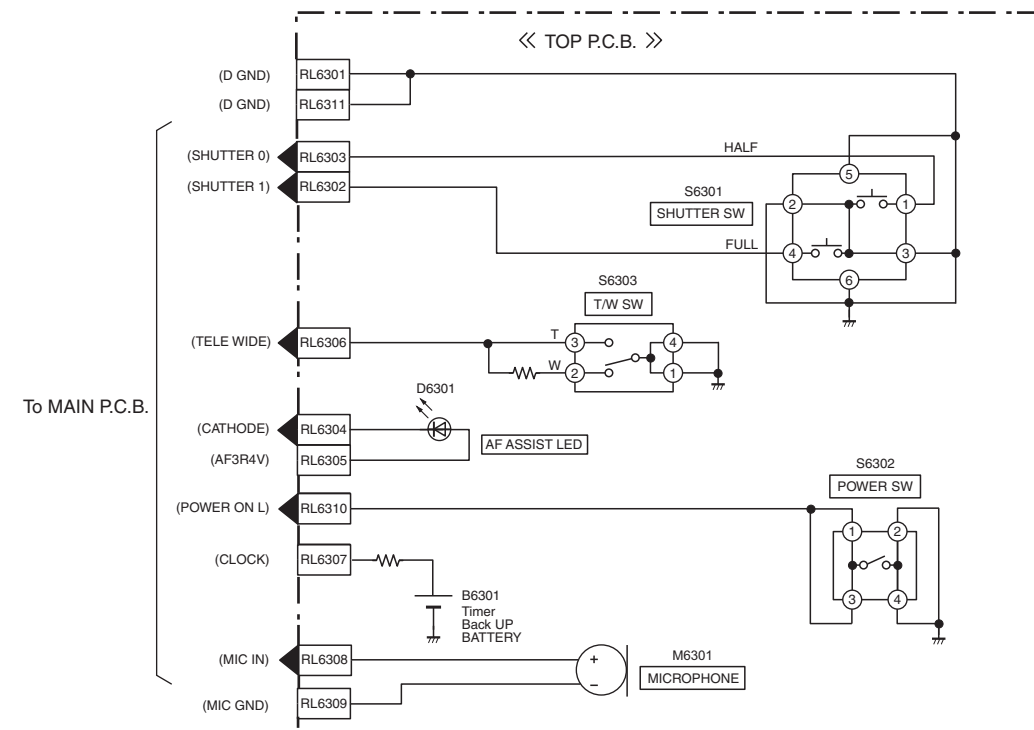 ≪ TOP P.C.B. ≫
(D GND) RL6301
(D GND) RL6311
(SHUTTER 0) RL6303 HALF
(SHUTTER 1) RL6302
S6301
SHUTTER SW
5
2 1
FULL 4 3
6
S6303
T/W SW
(TELE WIDE) RL6306 T 3 4
W 2 1
To MAIN P.C.B.
D6301
(CATHODE) RL6304
AF ASSIST LED
(AF3R4V) RL6305
S6302
POWER SW
(POWER ON L) RL6310
1 2
3 4
(CLOCK) RL6307
B6301
Timer
Back UP
BATTERY
(MIC IN) RL6308 + M6301
– MICROPHONE
(MIC GND) RL6309